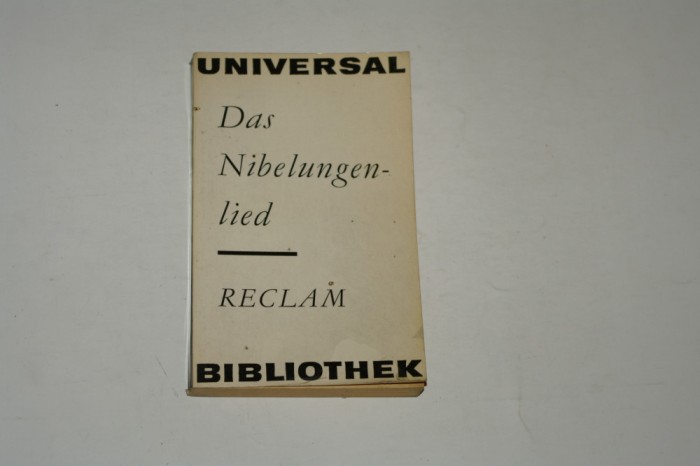 UNIVERSAL
Das
Nibelungen-
lied
RECLAM
BIBLIOTHEK